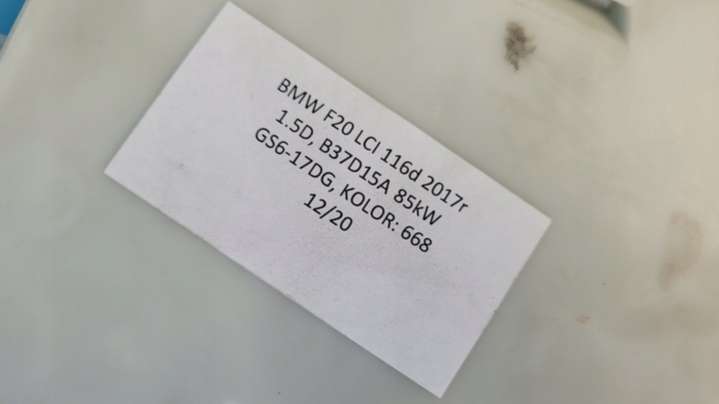 BMW F20 LCI 116d 2017r
1.5D, B37D15A 85kW
GS6-17DG, KOLOR: 668
12/20